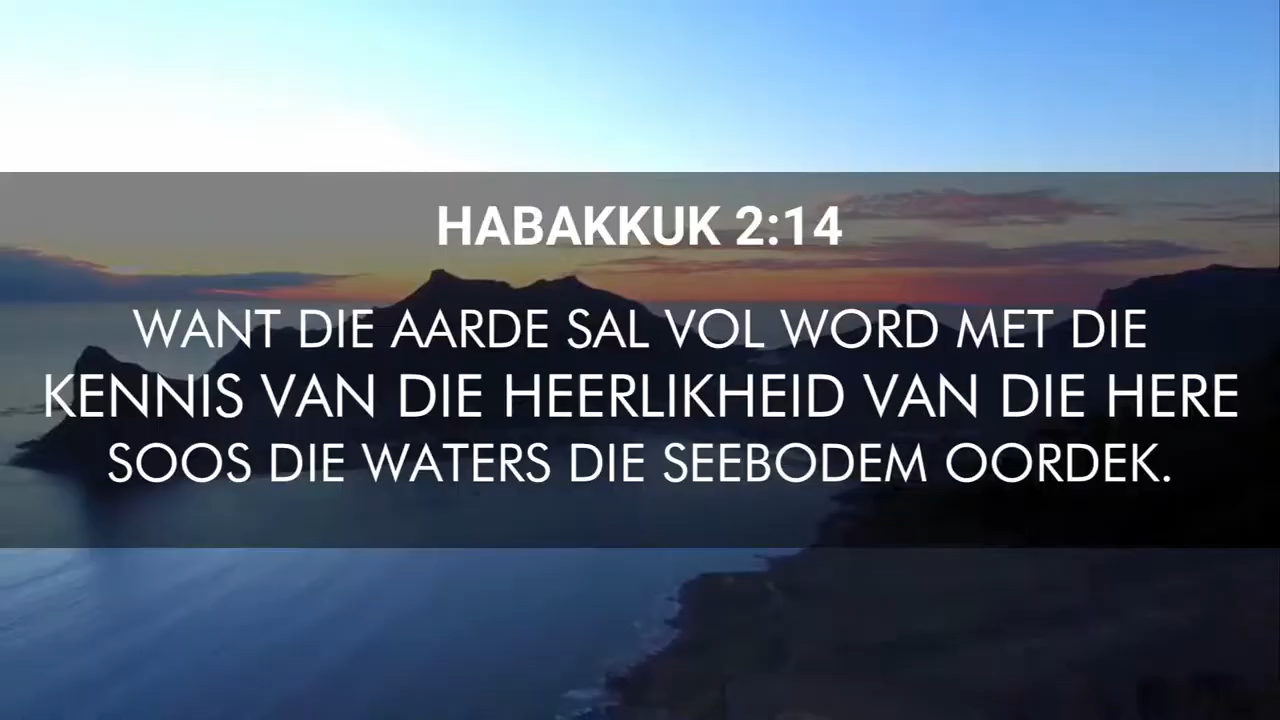 HABAKKUK 2:14
WANT DIE AARDE SAL VOL WORD MET DIE
KENNIS VAN DIE HEERLIKHEID VAN DIE HERE
SOOS DIE WATERS DIE SEEBODEM OORDEK.